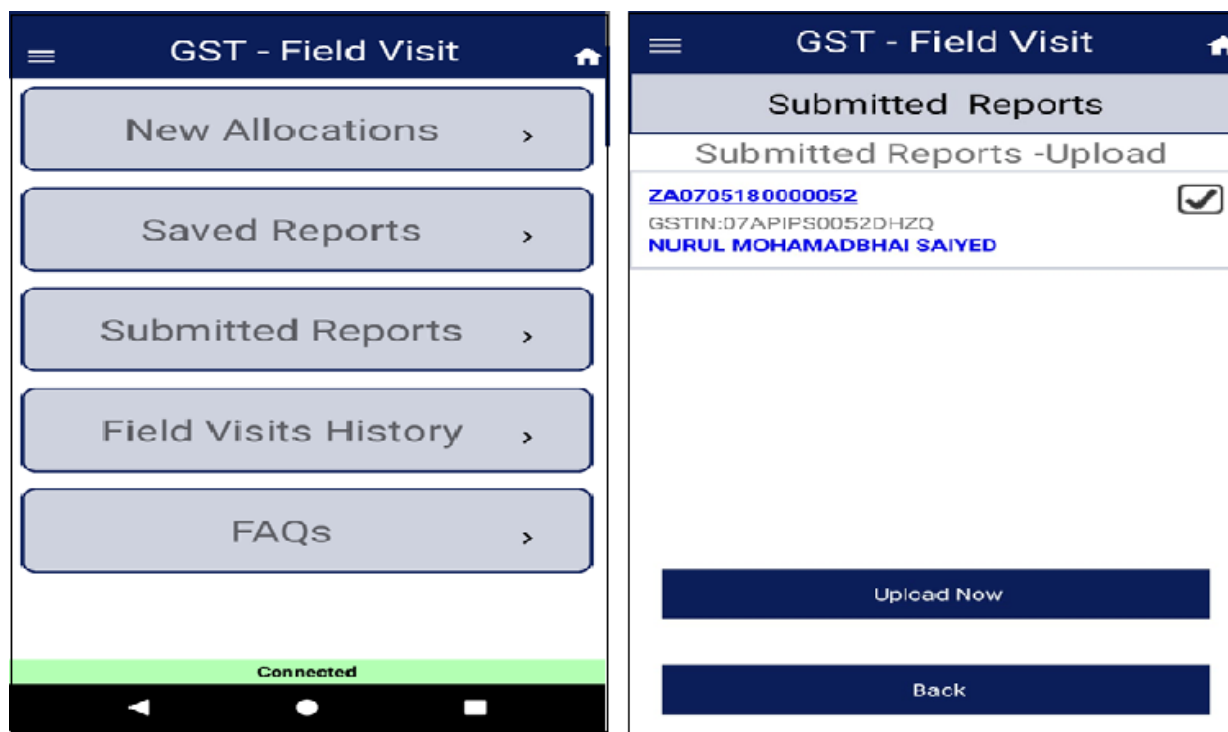 GST - Field Visit
New Allocations
Saved Reports
Submitted Reports
Field Visits History
FAQs
Connected
GST - Field Visit
Submitted Reports
Submitted Reports -Upload
ZA0705180000052
GSTIN:07APIPS0052DHZQ
NURUL MOHAMADBHAI SAIYED
Upload Now
Back